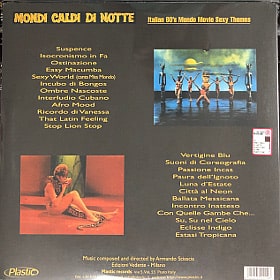 MONDI CALDI DI NOTTE
Italian 60's Mondo Movie Sexy Themes
Suspence
Isocronismo in Fa
Ostinazione
Easy Macumba
Sexy World (canta Miss Mondo)
Incubo di Bongos
Ombre Nascoste
Interludio Cubano
Afro Mood
Ricordo di Vanessa
That Latin Feeling
Stop Lion Stop
Vertigine Blu
Suoni di Coreografia
Passione Incas
Paura dell'Ignoto
Luna d'Estate
Città al Neon
Ballata Messicana
Incontro Inatteso
Con Quelle Gambe Che...
Su, Su nel Cielo
Eclisse Indigo
Estasi Tropicana
Music composed and directed by Armando Sciascia
Edizioni Vedette - Milano
Plastic records
Plastic